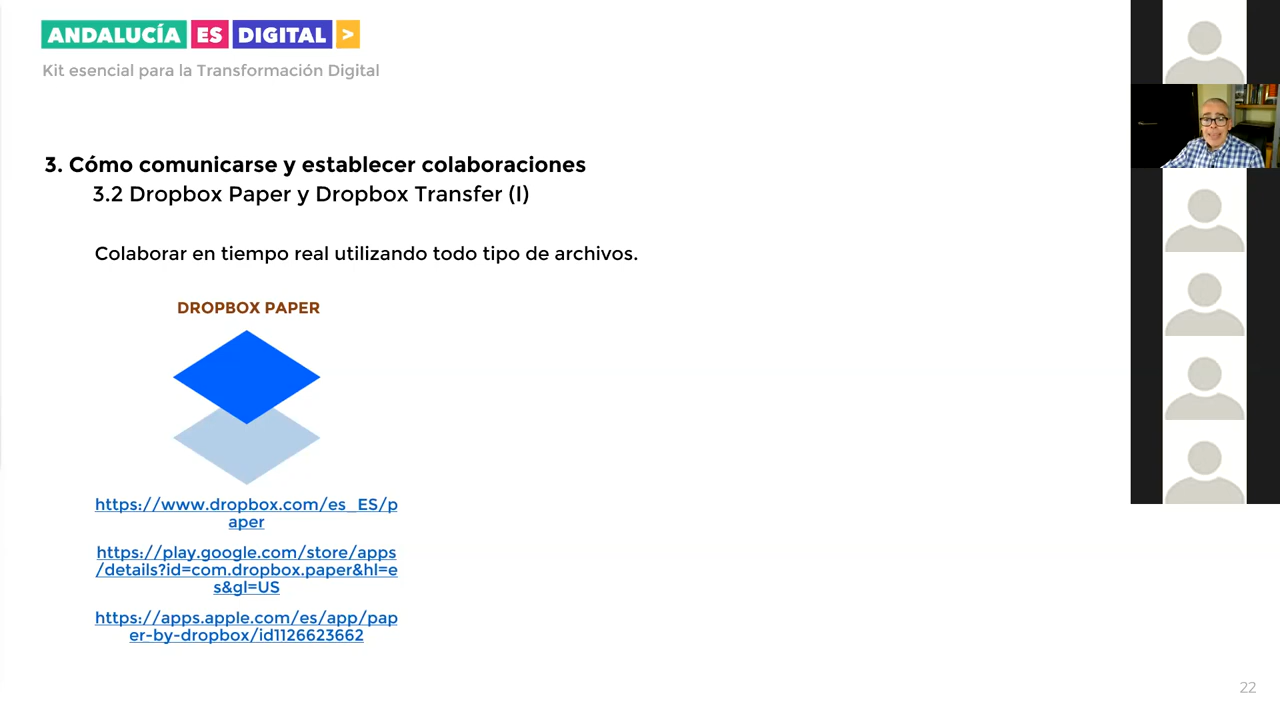 ANDALUCÍA ES DIGITAL >
Kit esencial para la Transformación Digital
3. Cómo comunicarse y establecer colaboraciones
3.2 Dropbox Paper y Dropbox Transfer (I)
Colaborar en tiempo real utilizando todo tipo de archivos.
DROPBOX PAPER
https://www.dropbox.com/es_ES/p
aper
https://play.google.com/store/apps
/details?id=com.dropbox.paper&hl=e
s&gl=US
https://apps.apple.com/es/app/pap
er-by-dropbox/id1126623662
22